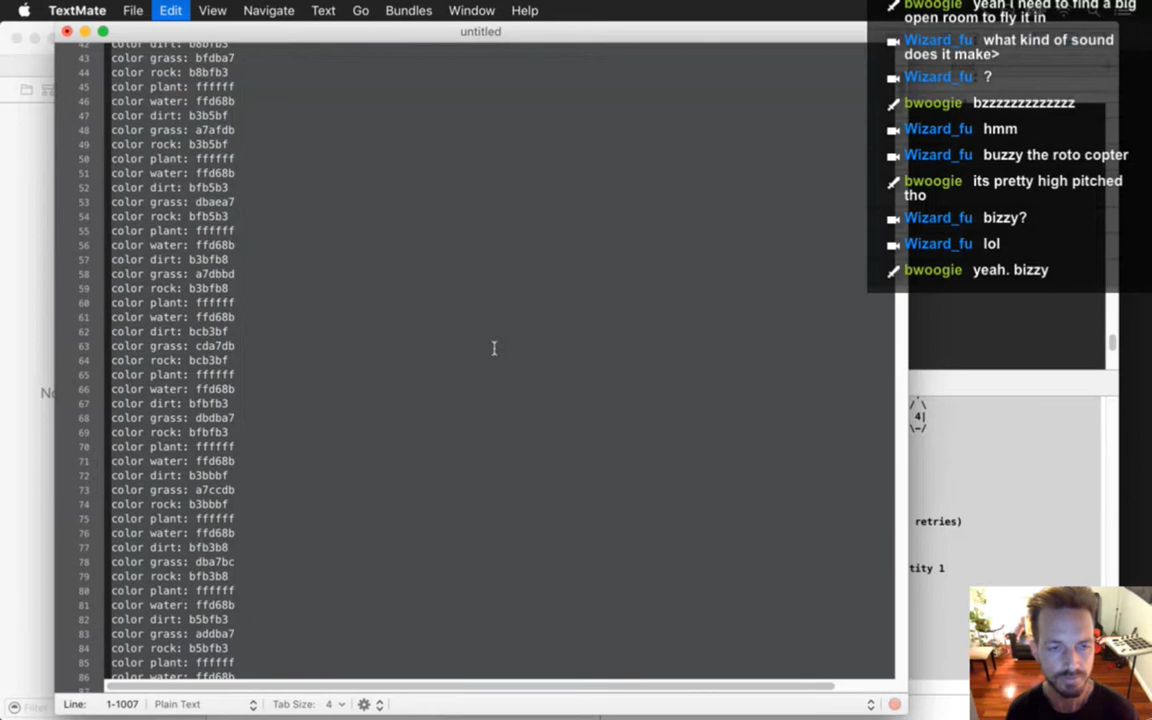 TextMate File Edit View Navigate Text Go Bundles Window Help
untitled
42 color dirt: b8bfb3
43 color grass: bfdba7
44 color rock: b8bfb3
45 color plant: ffffff
46 color water: ffd68b
47 color dirt: b3b5bf
48 color grass: a7afdb
49 color rock: b3b5bf
50 color plant: ffffff
51 color water: ffd68b
52 color dirt: bfb5b3
53 color grass: dbaea7
54 color rock: bfb5b3
55 color plant: ffffff
56 color water: ffd68b
57 color dirt: b3bfb8
58 color grass: a7dbbd
59 color rock: b3bfb8
60 color plant: ffffff
61 color water: ffd68b
62 color dirt: bcb3bf
63 color grass: cda7db
64 color rock: bcb3bf
65 color plant: ffffff
66 color water: ffd68b
67 color dirt: bfbfb3
68 color grass: dbdba7
69 color rock: bfbfb3
70 color plant: ffffff
71 color water: ffd68b
72 color dirt: b3bbbf
73 color grass: a7ccdb
74 color rock: b3bbbf
75 color plant: ffffff
76 color water: ffd68b
77 color dirt: bfb3b8
78 color grass: dba7bc
79 color rock: bfb3b8
80 color plant: ffffff
81 color water: ffd68b
82 color dirt: b5bfb3
83 color grass: addba7
84 color rock: b5bfb3
85 color plant: ffffff
86 color water: ffd68b
Line: 1-1007 Plain Text Tab Size: 4
bwoogie yeah i need to find a big
open room to fly it in
Wizard_fu what kind of sound
does it make>
Wizard_fu ?
bwoogie bzzzzzzzzzzzzz
Wizard_fu hmm
Wizard_fu buzzy the roto copter
bwoogie its pretty high pitched
tho
Wizard_fu bizzy?
Wizard_fu lol
bwoogie yeah. bizzy
No
/\
4|
\~/
retries)
tity 1
Filter